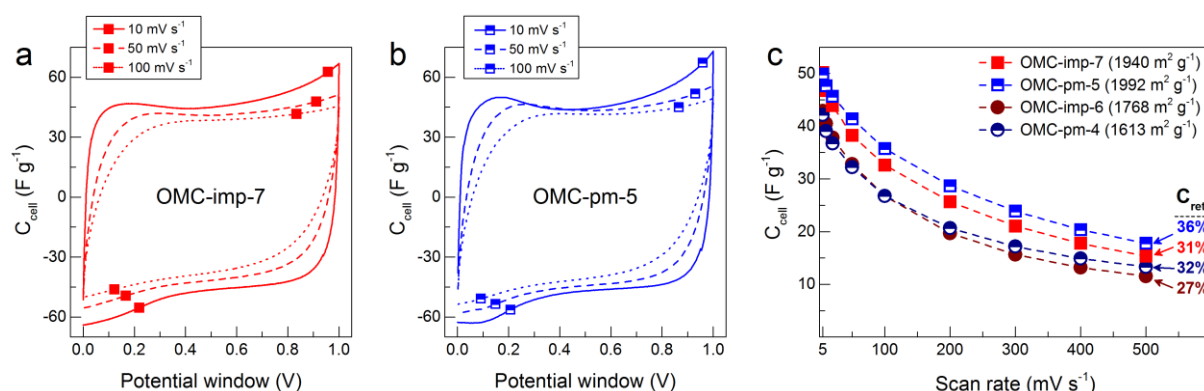 a
10 mV s⁻¹
50 mV s⁻¹
100 mV s⁻¹
C_cell (F g⁻¹)
60
30
0
-30
-60
OMC-imp-7
0.0 0.2 0.4 0.6 0.8 1.0
Potential window (V)
b
10 mV s⁻¹
50 mV s⁻¹
100 mV s⁻¹
C_cell (F g⁻¹)
60
30
0
-30
-60
OMC-pm-5
0.0 0.2 0.4 0.6 0.8 1.0
Potential window (V)
c
OMC-imp-7 (1940 m² g⁻¹)
OMC-pm-5 (1992 m² g⁻¹)
OMC-imp-6 (1768 m² g⁻¹)
OMC-pm-4 (1613 m² g⁻¹)
C_cell (F g⁻¹)
50
40
30
20
10
C_ret
36%
31%
32%
27%
5 100 200 300 400 500
Scan rate (mV s⁻¹)